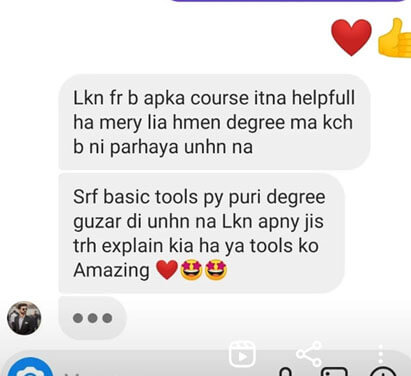 Lkn fr b apka course itna helpfull
ha mery lia hmen degree ma kch
b ni parhaya unhn na
Srf basic tools py puri degree
guzar di unhn na Lkn apny jis
trh explain kia ha ya tools ko
Amazing ❤️🤩🤩